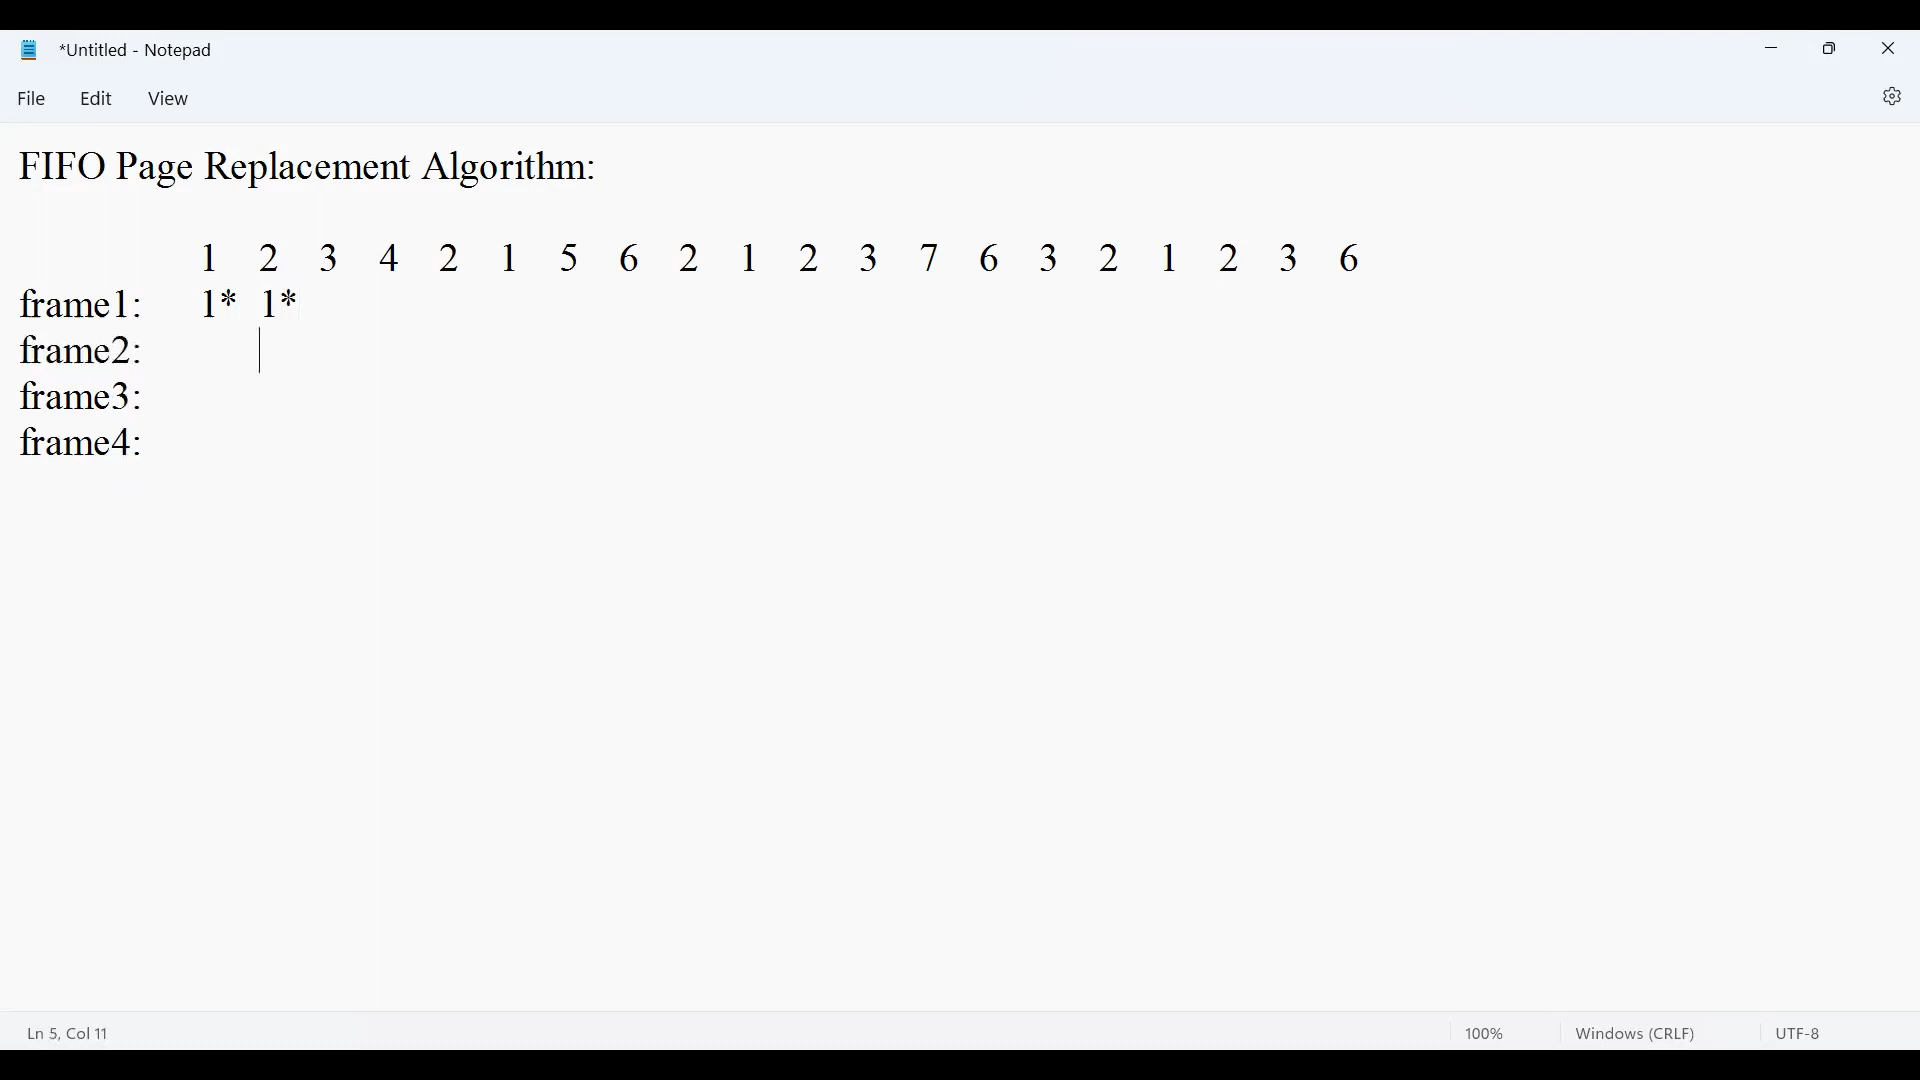 *Untitled - Notepad
File Edit View
FIFO Page Replacement Algorithm:
1 2 3 4 2 1 5 6 2 1 2 3 7 6 3 2 1 2 3 6
frame1: 1* 1*
frame2:
frame3:
frame4:
Ln 5, Col 11 100% Windows (CRLF) UTF-8